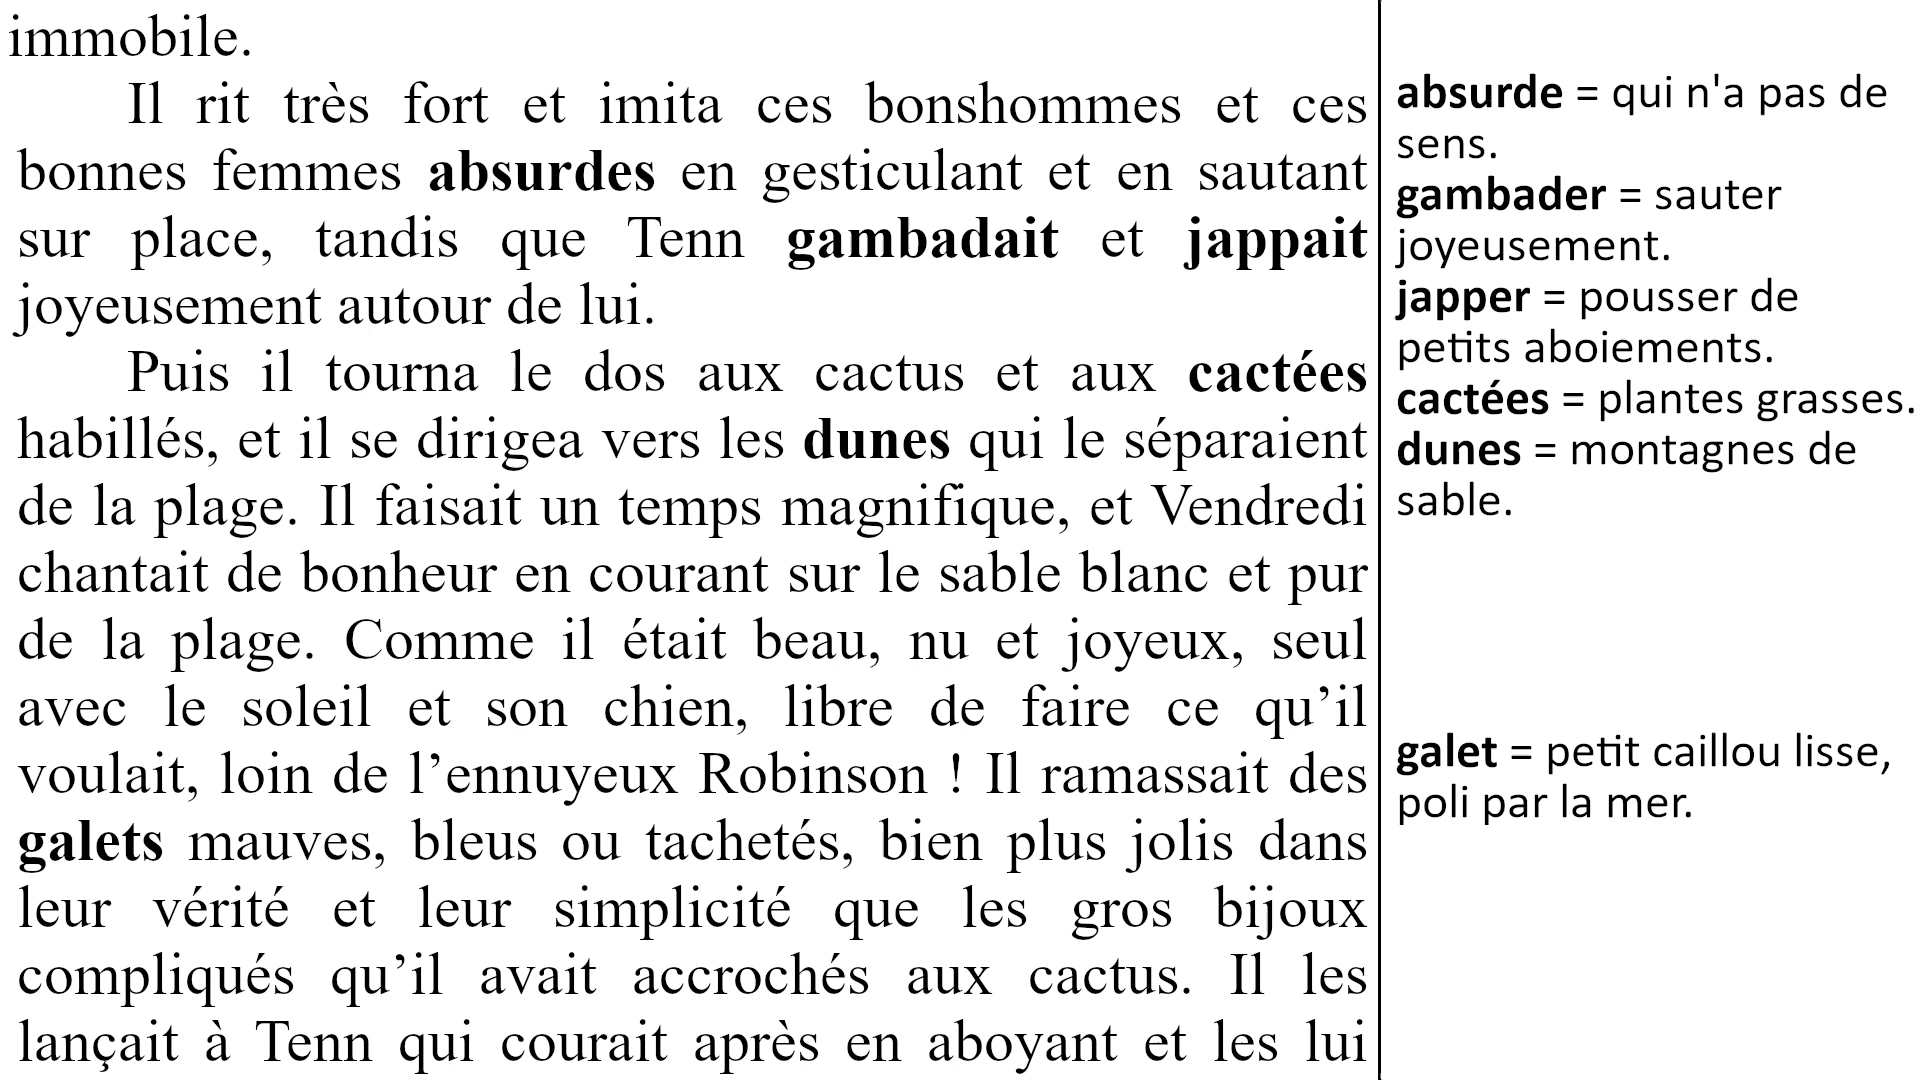 immobile.
Il rit très fort et imita ces bonshommes et ces
bonnes femmes absurdes en gesticulant et en sautant
sur place, tandis que Tenn gambadait et jappait
joyeusement autour de lui.
Puis il tourna le dos aux cactus et aux cactées
habillés, et il se dirigea vers les dunes qui le séparaient
de la plage. Il faisait un temps magnifique, et Vendredi
chantait de bonheur en courant sur le sable blanc et pur
de la plage. Comme il était beau, nu et joyeux, seul
avec le soleil et son chien, libre de faire ce qu’il
voulait, loin de l’ennuyeux Robinson ! Il ramassait des
galets mauves, bleus ou tachetés, bien plus jolis dans
leur vérité et leur simplicité que les gros bijoux
compliqués qu’il avait accrochés aux cactus. Il les
lançait à Tenn qui courait après en aboyant et les lui
absurde = qui n'a pas de
sens.
gambader = sauter
joyeusement.
japper = pousser de
petits aboiements.
cactées = plantes grasses.
dunes = montagnes de
sable.
galet = petit caillou lisse,
poli par la mer.